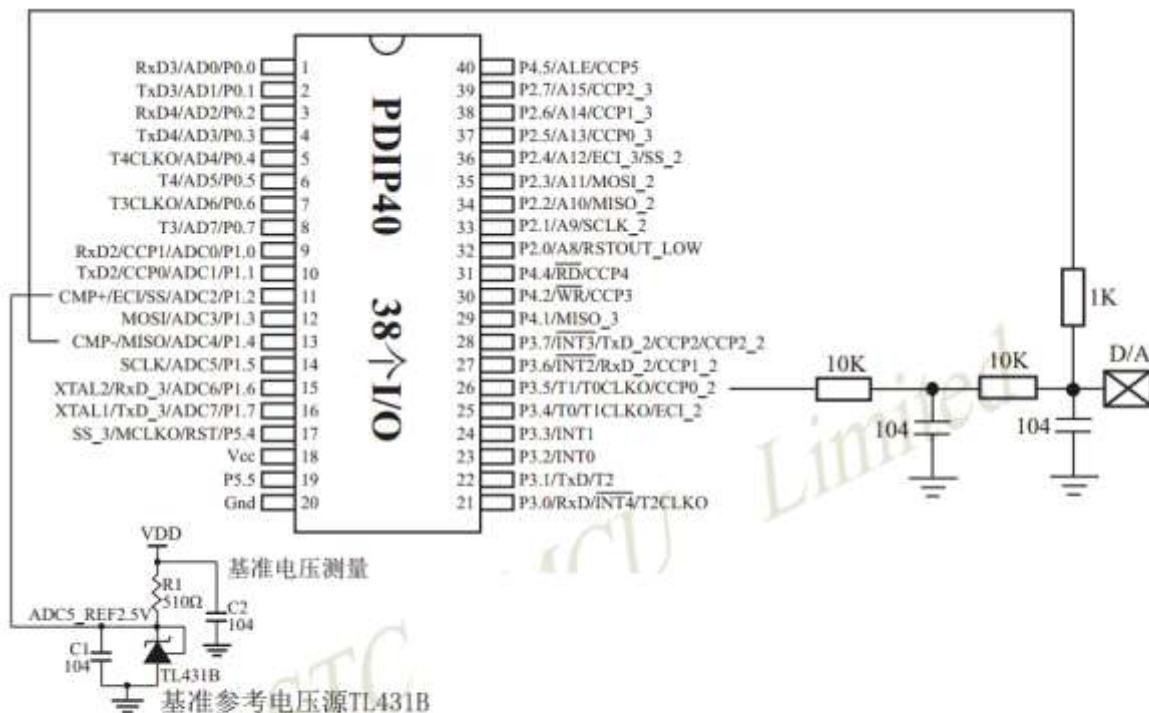 RxD3/AD0/P0.0 1
TxD3/AD1/P0.1 2
RxD4/AD2/P0.2 3
TxD4/AD3/P0.3 4
T4CLKO/AD4/P0.4 5
T4/AD5/P0.5 6
T3CLKO/AD6/P0.6 7
T3/AD7/P0.7 8
RxD2/CCP1/ADC0/P1.0 9
TxD2/CCP0/ADC1/P1.1 10
CMP+/ECI/SS/ADC2/P1.2 11
MOSI/ADC3/P1.3 12
CMP-/MISO/ADC4/P1.4 13
SCLK/ADC5/P1.5 14
XTAL2/RxD_3/ADC6/P1.6 15
XTAL1/TxD_3/ADC7/P1.7 16
SS_3/MCLKO/RST/P5.4 17
Vcc 18
P5.5 19
Gnd 20
PDIP40 38个I/O
40 P4.5/ALE/CCP5
39 P2.7/A15/CCP2_3
38 P2.6/A14/CCP1_3
37 P2.5/A13/CCP0_3
36 P2.4/A12/ECI_3/SS_2
35 P2.3/A11/MOSI_2
34 P2.2/A10/MISO_2
33 P2.1/A9/SCLK_2
32 P2.0/A8/RSTOUT_LOW
31 P4.4/RD/CCP4
30 P4.2/WR/CCP3
29 P4.1/MISO_3
28 P3.7/INT3/TxD_2/CCP2/CCP2_2
27 P3.6/INT2/RxD_2/CCP1_2
26 P3.5/T1/T0CLKO/CCP0_2
25 P3.4/T0/T1CLKO/ECI_2
24 P3.3/INT1
23 P3.2/INT0
22 P3.1/TxD/T2
21 P3.0/RxD/INT4/T2CLKO
1K
D/A
10K
10K
104
104
VDD
基准电压测量
R1
510Ω
C2
104
ADC5_REF2.5V
C1
104
TL431B
基准参考电压源TL431B
STC MCU Limited